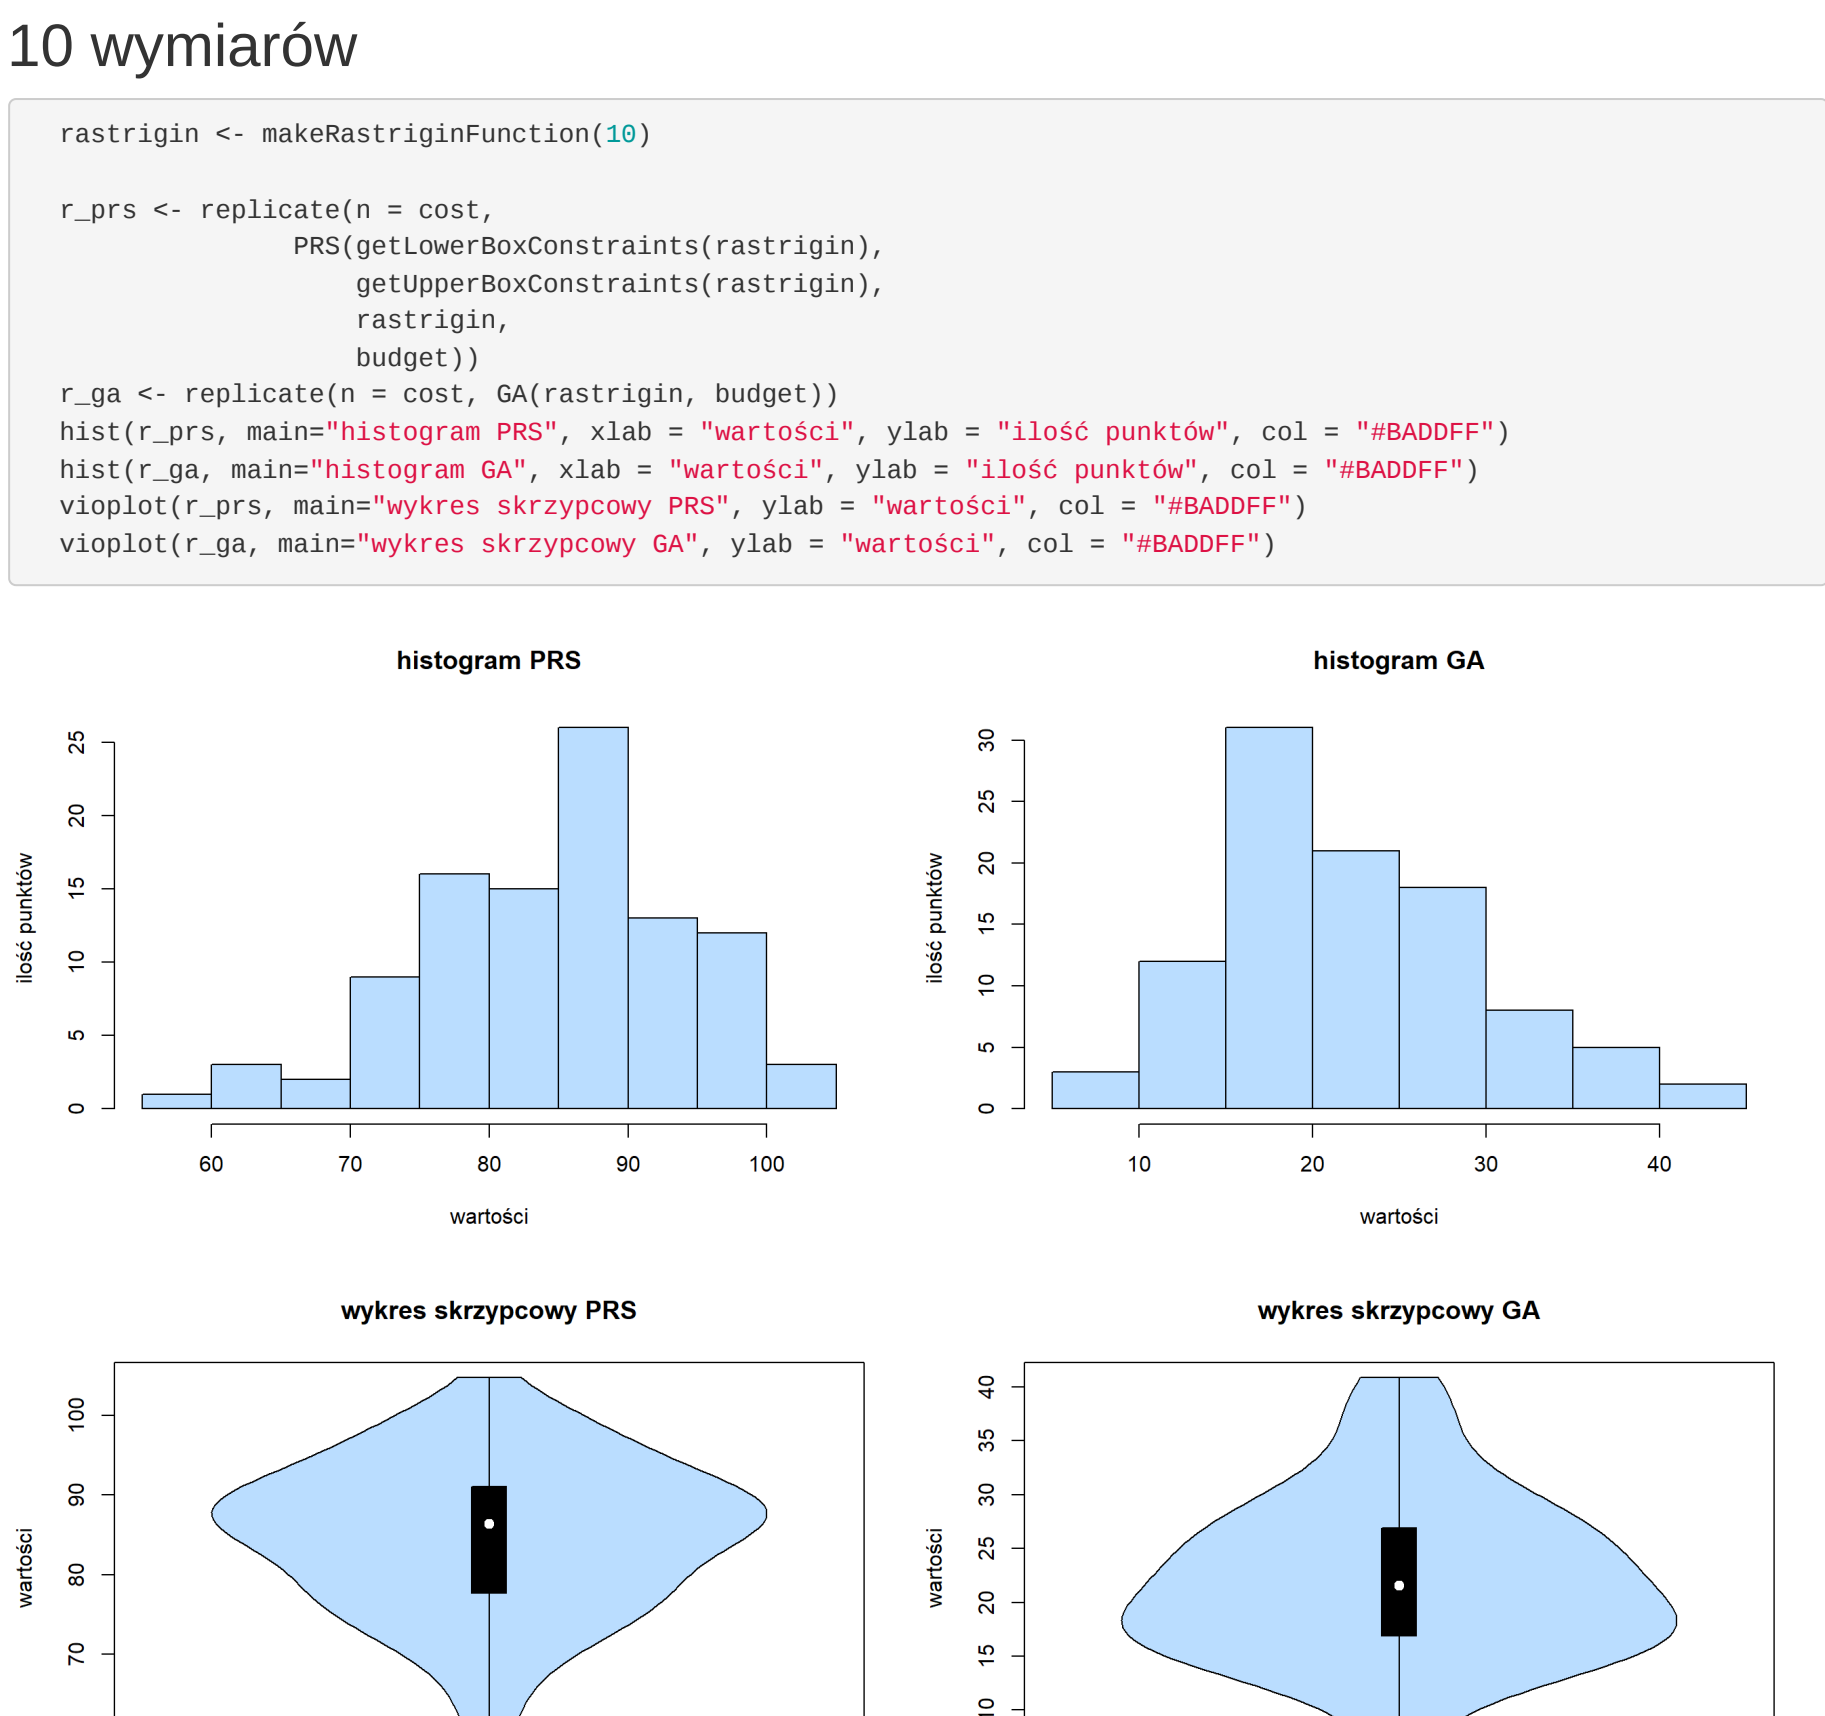 10 wymiarów
rastrigin <- makeRastriginFunction(10)
r_prs <- replicate(n = cost,
PRS(getLowerBoxConstraints(rastrigin),
getUpperBoxConstraints(rastrigin),
rastrigin,
budget))
r_ga <- replicate(n = cost, GA(rastrigin, budget))
hist(r_prs, main="histogram PRS", xlab = "wartości", ylab = "ilość punktów", col = "#BADDFF")
hist(r_ga, main="histogram GA", xlab = "wartości", ylab = "ilość punktów", col = "#BADDFF")
vioplot(r_prs, main="wykres skrzypcowy PRS", ylab = "wartości", col = "#BADDFF")
vioplot(r_ga, main="wykres skrzypcowy GA", ylab = "wartości", col = "#BADDFF")
histogram PRS
ilość punktów
25
20
15
10
5
0
60 70 80 90 100
wartości
histogram GA
ilość punktów
30
25
20
15
10
5
0
10 20 30 40
wartości
wykres skrzypcowy PRS
wartości
100
90
80
70
wykres skrzypcowy GA
wartości
40
35
30
25
20
15
10